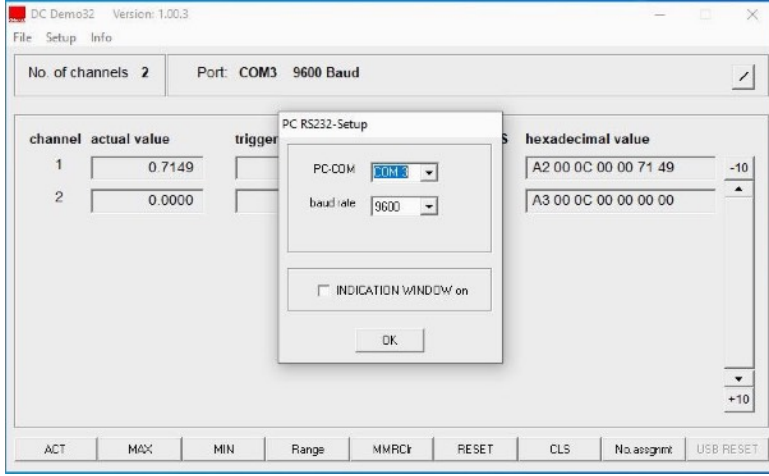 DC Demo32 Version: 1.00.3
File Setup Info
No. of channels 2 Port: COM3 9600 Baud
PC RS232-Setup
channel actual value trigger S hexadecimal value
PC-COM COM 3
1 0.7149 A2 00 0C 00 00 71 49 -10
baud rate 9600
2 0.0000 A3 00 0C 00 00 00 00
INDICATION WINDOW on
OK
+10
ACT MAX MIN Range MMRClr RESET CLS No.assgnmt USB RESET